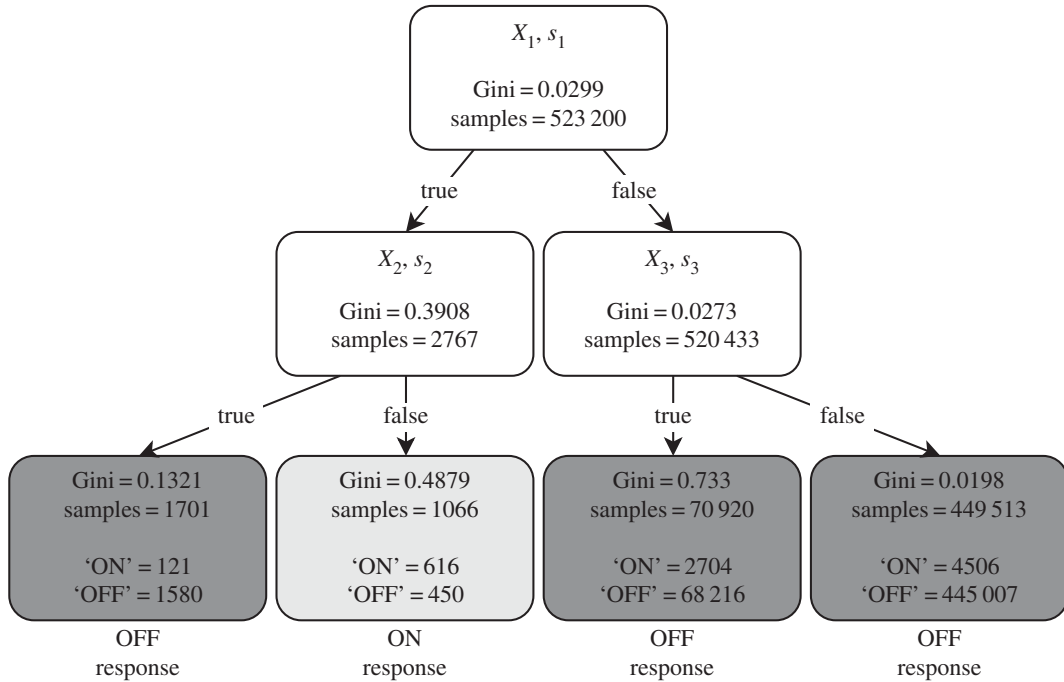 X₁, s₁
Gini = 0.0299
samples = 523 200
true
false
X₂, s₂
Gini = 0.3908
samples = 2767
X₃, s₃
Gini = 0.0273
samples = 520 433
true
false
true
false
Gini = 0.1321
samples = 1701
‘ON’ = 121
‘OFF’ = 1580
OFF
response
Gini = 0.4879
samples = 1066
‘ON’ = 616
‘OFF’ = 450
ON
response
Gini = 0.733
samples = 70 920
‘ON’ = 2704
‘OFF’ = 68 216
OFF
response
Gini = 0.0198
samples = 449 513
‘ON’ = 4506
‘OFF’ = 445 007
OFF
response